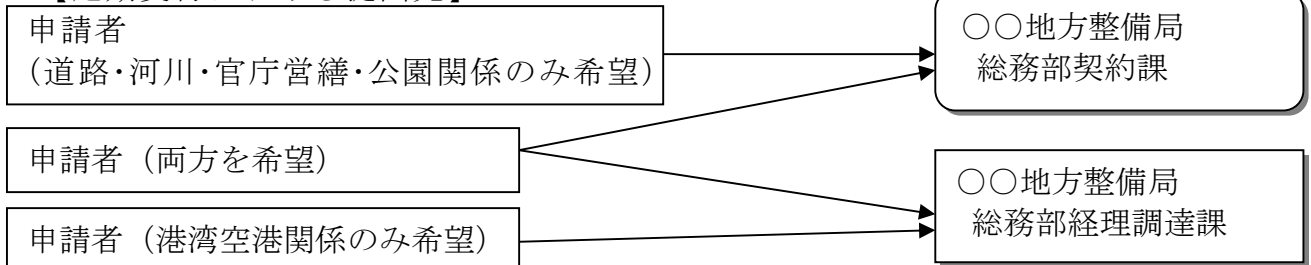 申請者
（道路・河川・官庁営繕・公園関係のみ希望）
○○地方整備局
総務部契約課
申請者（両方を希望）
○○地方整備局
総務部経理調達課
申請者（港湾空港関係のみ希望）